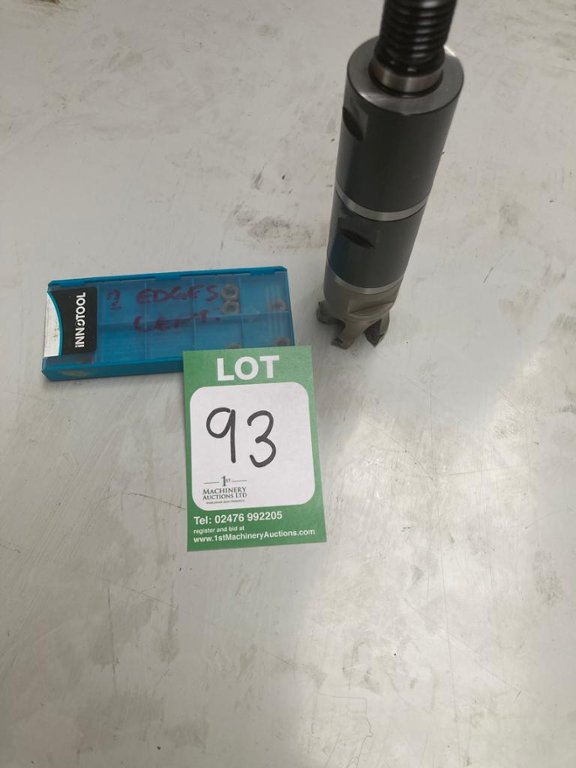 INNOTOOL
2 EDGES
LEFT.
LOT
93
1ST
MACHINERY
AUCTIONS LTD
Tel: 02476 992205
register and bid at
www.1stMachineryAuctions.com